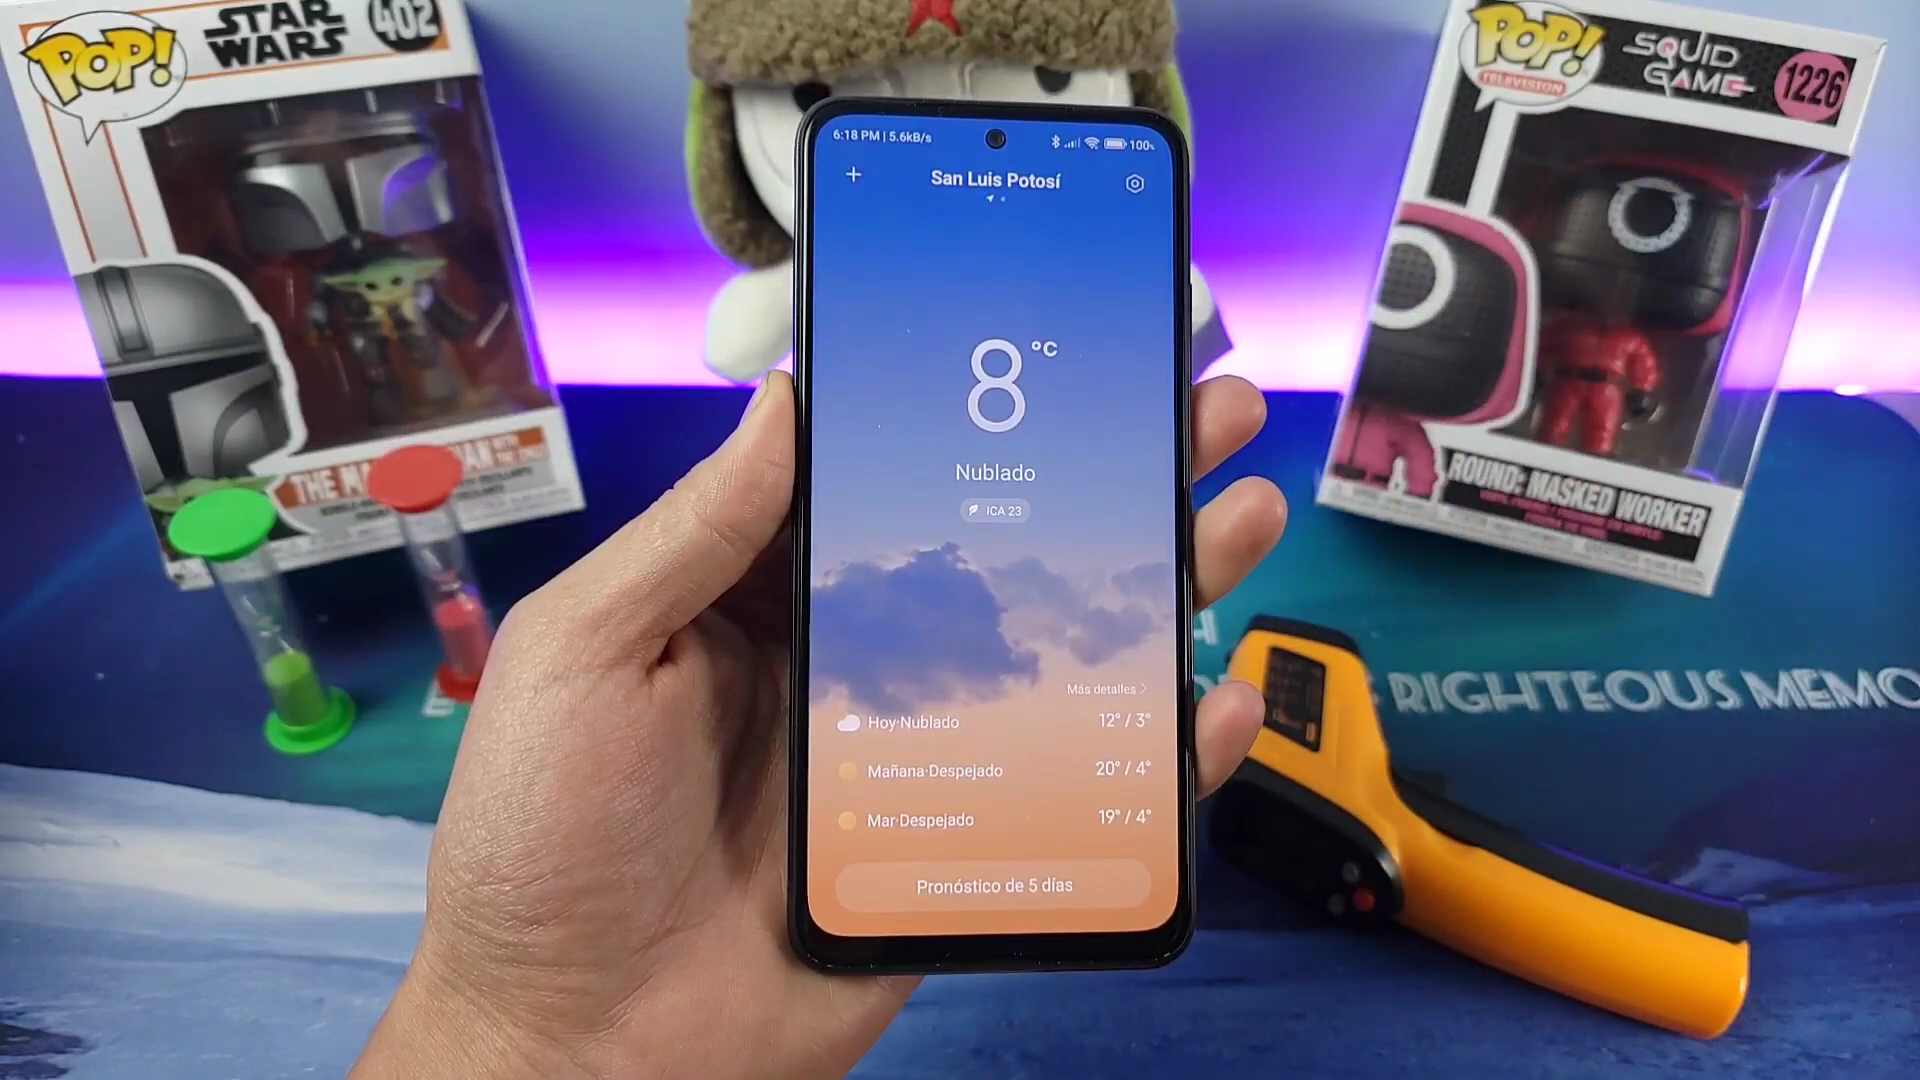 POP!
STAR
WARS
402
POP!
TELEVISION
SQUID
GAME
1226
6:18 PM | 5.6kB/s
100%
San Luis Potosí
8 °C
Nublado
ICA 23
Más detalles
Hoy·Nublado 12° / 3°
Mañana·Despejado 20° / 4°
Mar·Despejado 19° / 4°
Pronóstico de 5 días
THE
ROUND: MASKED WORKER
RIGHTEOUS MEMO